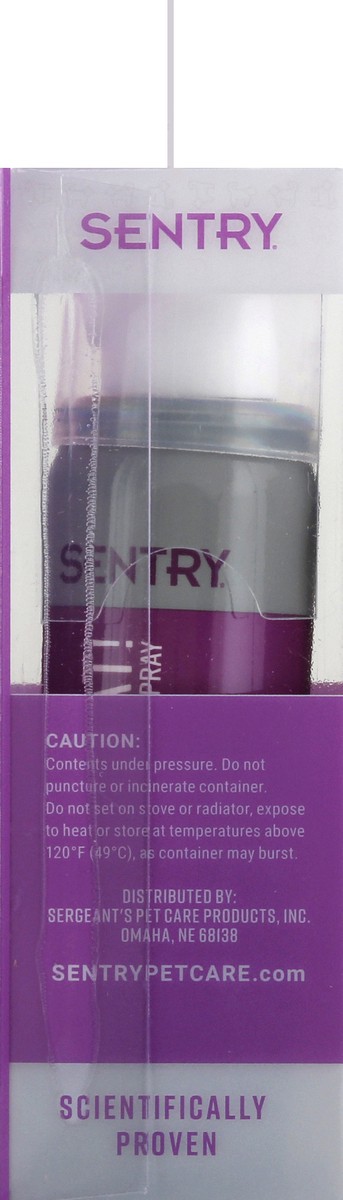 SENTRY®
SENTRY®
PRAY
CAUTION:
Contents under pressure. Do not
puncture or incinerate container.
Do not set on stove or radiator, expose
to heat or store at temperatures above
120°F (49°C), as container may burst.
DISTRIBUTED BY:
SERGEANT'S PET CARE PRODUCTS, INC.
OMAHA, NE 68138
SENTRYPETCARE.com
SCIENTIFICALLY
PROVEN